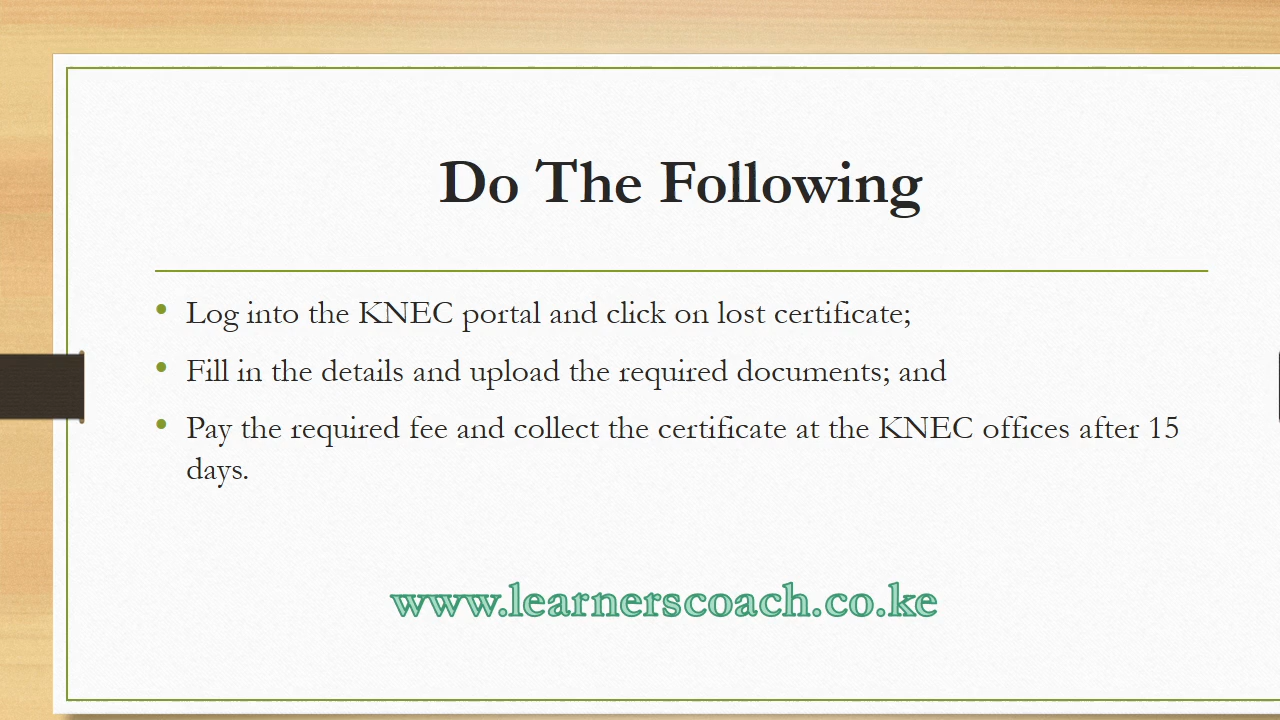 Do The Following
• Log into the KNEC portal and click on lost certificate;
• Fill in the details and upload the required documents; and
• Pay the required fee and collect the certificate at the KNEC offices after 15
days.
www.learnerscoach.co.ke